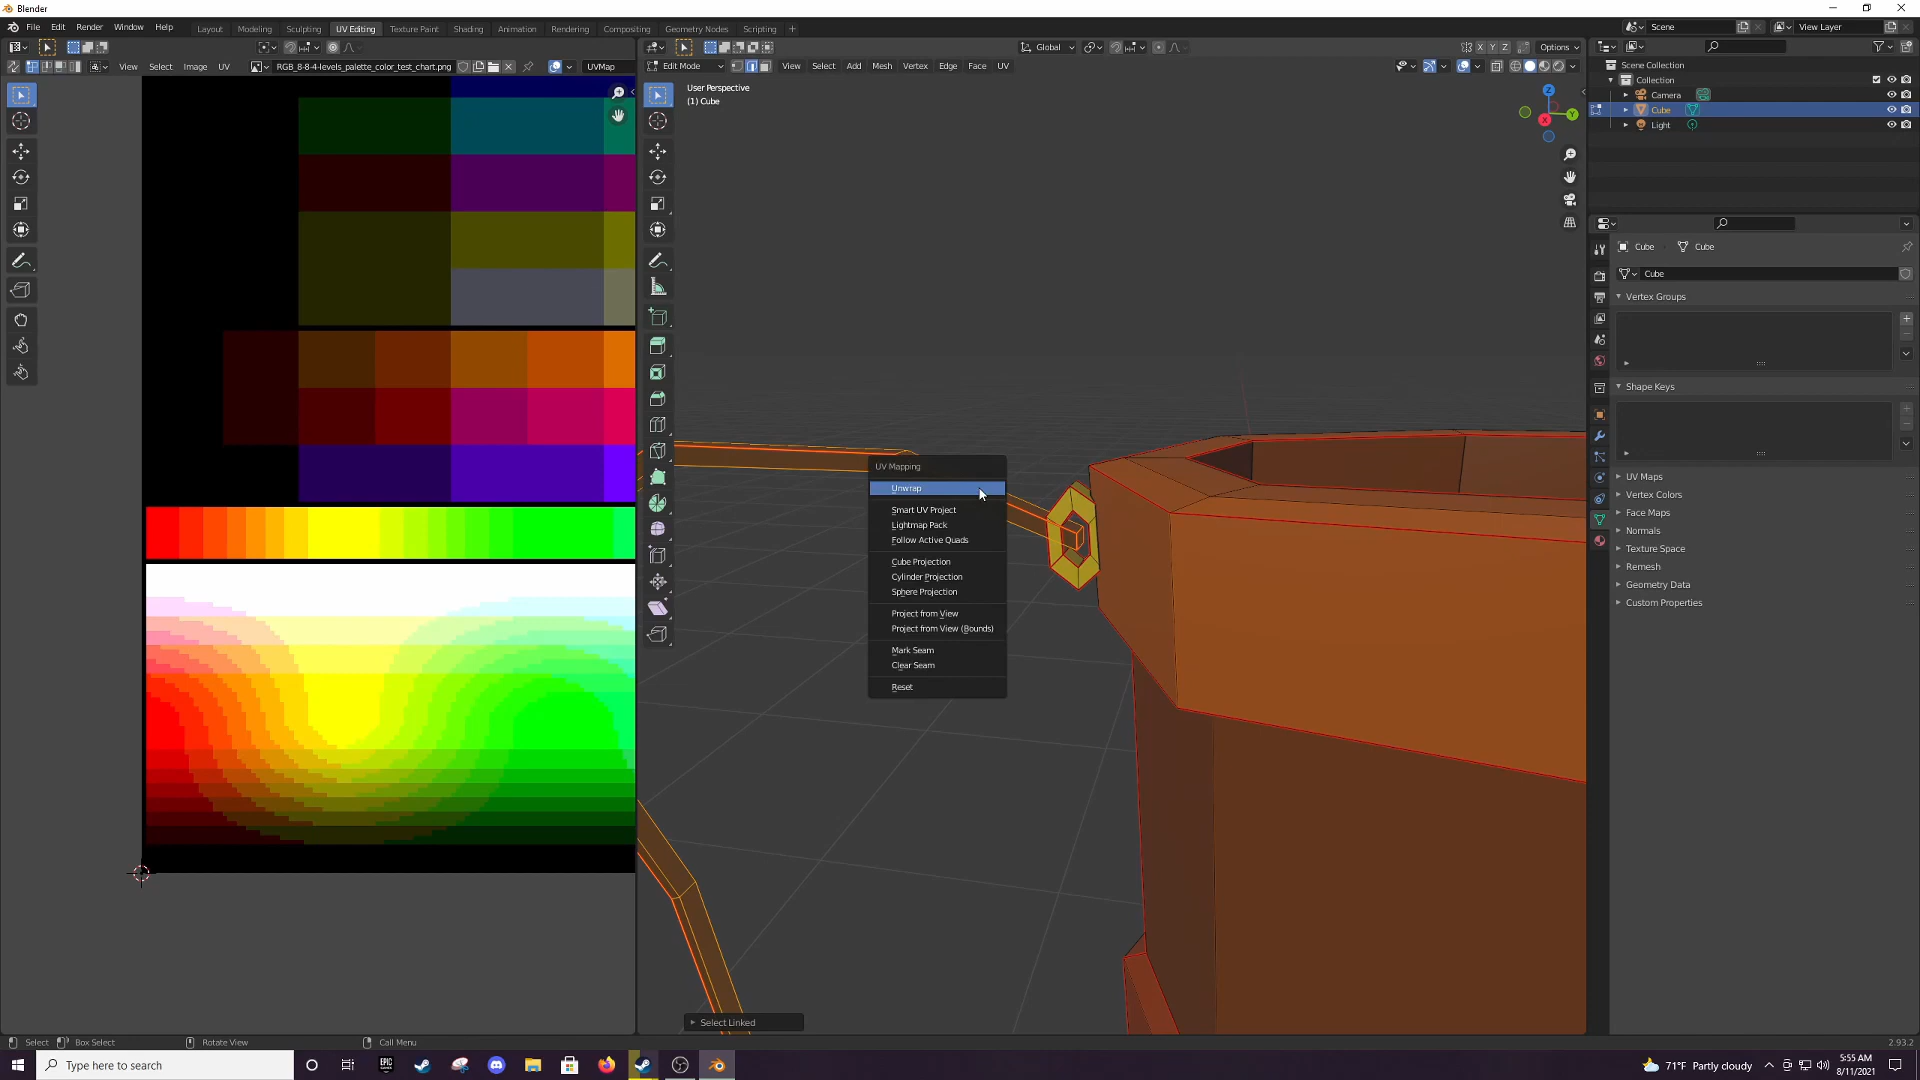 Blender
File Edit Render Window Help Layout Modeling Sculpting UV Editing Texture Paint Shading Animation Rendering Compositing Geometry Nodes Scripting + Scene View Layer
Global Options
View Select Image UV RGB_8-8-4-levels_palette_color_test_chart.png UVMap Edit Mode View Select Add Mesh Vertex Edge Face UV
X Y Z
User Perspective
(1) Cube
Z
Y
X
Scene Collection
Collection
Camera
Cube
Light
Cube Cube
Cube
Vertex Groups
Shape Keys
UV Maps
Vertex Colors
Face Maps
Normals
Texture Space
Remesh
Geometry Data
Custom Properties
UV Mapping
Unwrap
Smart UV Project
Lightmap Pack
Follow Active Quads
Cube Projection
Cylinder Projection
Sphere Projection
Project from View
Project from View (Bounds)
Mark Seam
Clear Seam
Reset
Select Linked
Select Box Select Rotate View Call Menu 2.93.2
Type here to search EPIC GAMES 71°F Partly cloudy 5:55 AM
8/11/2021